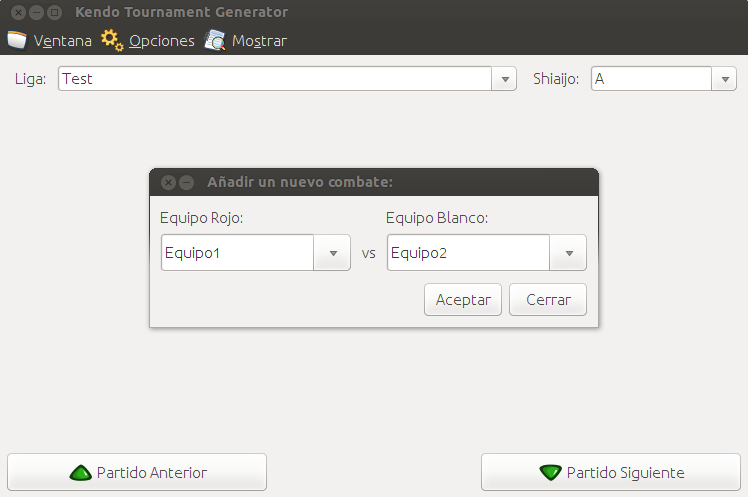 Kendo Tournament Generator
Ventana Opciones Mostrar
Liga: Test Shiaijo: A
Añadir un nuevo combate:
Equipo Rojo: Equipo Blanco:
Equipo1 vs Equipo2
Aceptar Cerrar
Partido Anterior Partido Siguiente